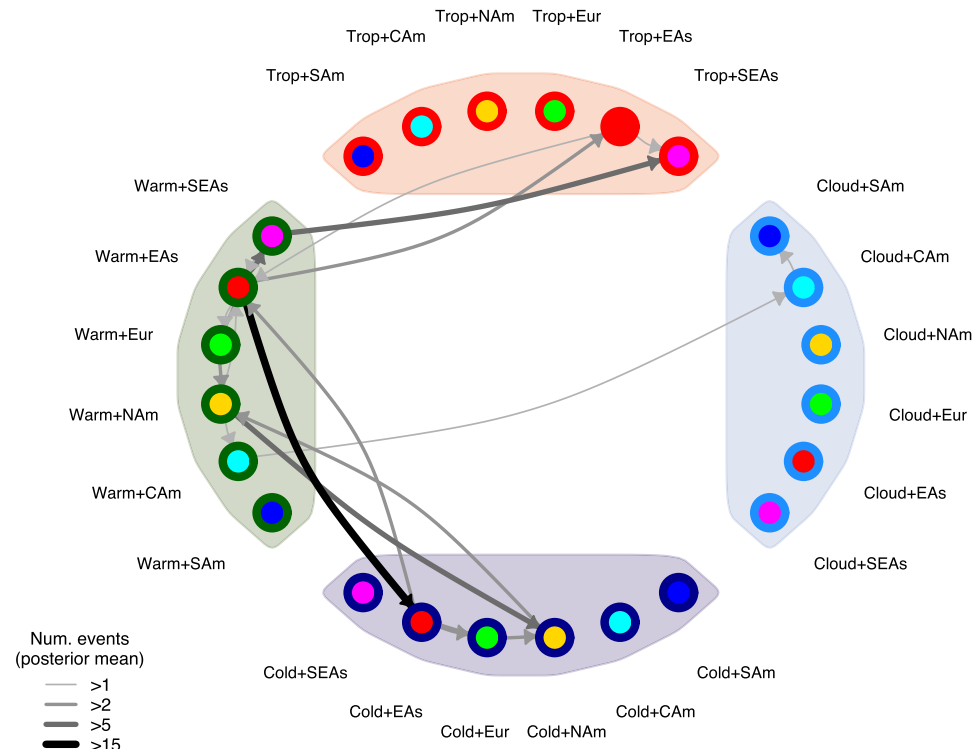 Trop+NAm
Trop+Eur
Trop+CAm
Trop+EAs
Trop+SAm
Trop+SEAs
Warm+SEAs
Cloud+SAm
Warm+EAs
Cloud+CAm
Warm+Eur
Cloud+NAm
Warm+NAm
Cloud+Eur
Warm+CAm
Cloud+EAs
Warm+SAm
Cloud+SEAs
Cold+SEAs
Cold+SAm
Cold+EAs
Cold+CAm
Cold+Eur
Cold+NAm
Num. events
(posterior mean)
>1
>2
>5
>15